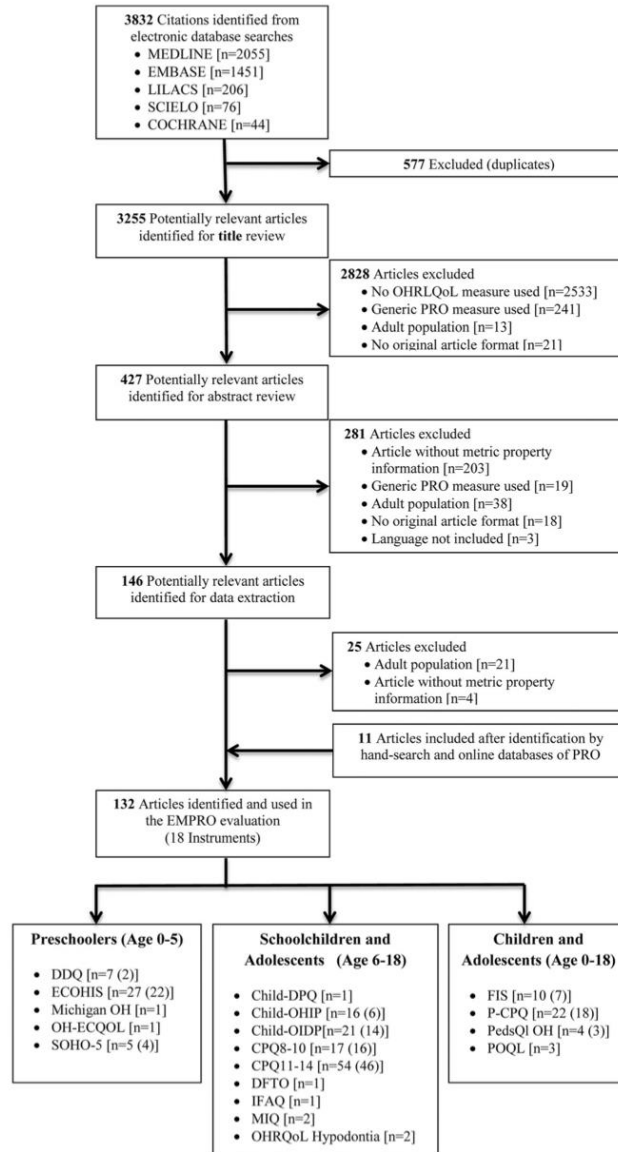 3832 Citations identified from
electronic database searches
• MEDLINE [n=2055]
• EMBASE [n=1451]
• LILACS [n=206]
• SCIELO [n=76]
• COCHRANE [n=44]
577 Excluded (duplicates)
3255 Potentially relevant articles
identified for title review
2828 Articles excluded
• No OHRLQoL measure used [n=2533]
• Generic PRO measure used [n=241]
• Adult population [n=13]
• No original article format [n=21]
427 Potentially relevant articles
identified for abstract review
281 Articles excluded
• Article without metric property
information [n=203]
• Generic PRO measure used [n=19]
• Adult population [n=38]
• No original article format [n=18]
• Language not included [n=3]
146 Potentially relevant articles
identified for data extraction
25 Articles excluded
• Adult population [n=21]
• Article without metric property
information [n=4]
11 Articles included after identification by
hand-search and online databases of PRO
132 Articles identified and used in
the EMPRO evaluation
(18 Instruments)
Preschoolers (Age 0-5)
• DDQ [n=7 (2)]
• ECOHIS [n=27 (22)]
• Michigan OH [n=1]
• OH-ECQOL [n=1]
• SOHO-5 [n=5 (4)]
Schoolchildren and
Adolescents (Age 6-18)
• Child-DPQ [n=1]
• Child-OHIP [n=16 (6)]
• Child-OIDP[n=21 (14)]
• CPQ8-10 [n=17 (16)]
• CPQ11-14 [n=54 (46)]
• DFTO [n=1]
• IFAQ [n=1]
• MIQ [n=2]
• OHRQoL Hypodontia [n=2]
Children and
Adolescents (Age 0-18)
• FIS [n=10 (7)]
• P-CPQ [n=22 (18)]
• PedsQl OH [n=4 (3)]
• POQL [n=3]